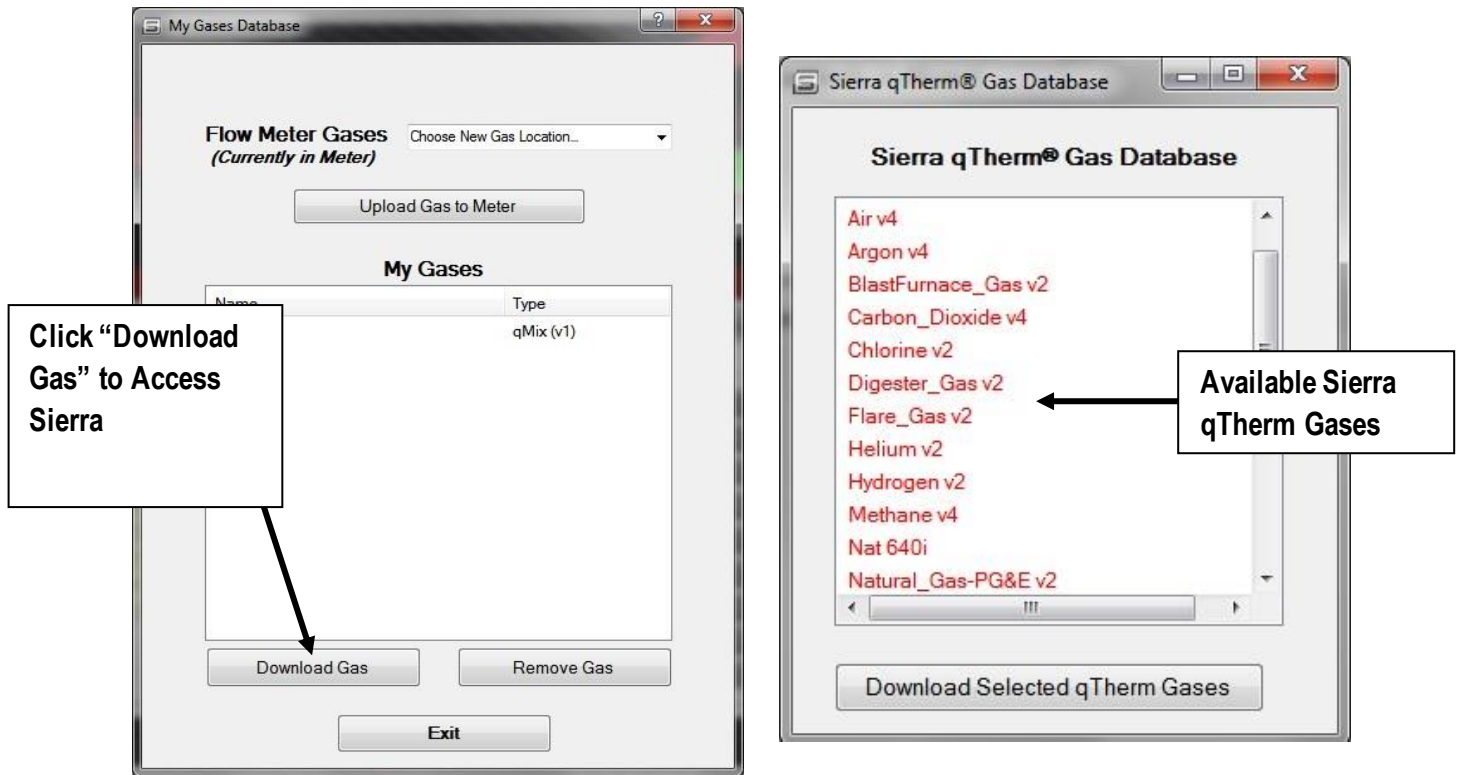 My Gases Database
Flow Meter Gases
Choose New Gas Location...
(Currently in Meter)
Upload Gas to Meter
My Gases
Type
qMix (v1)
Click “Download
Gas” to Access
Sierra
Download Gas
Remove Gas
Exit
Sierra qTherm® Gas Database
Sierra qTherm® Gas Database
Air v4
Argon v4
BlastFurnace_Gas v2
Carbon_Dioxide v4
Chlorine v2
Digester_Gas v2
Flare_Gas v2
Helium v2
Hydrogen v2
Methane v4
Nat 640i
Natural_Gas-PG&E v2
Available Sierra
qTherm Gases
Download Selected qTherm Gases